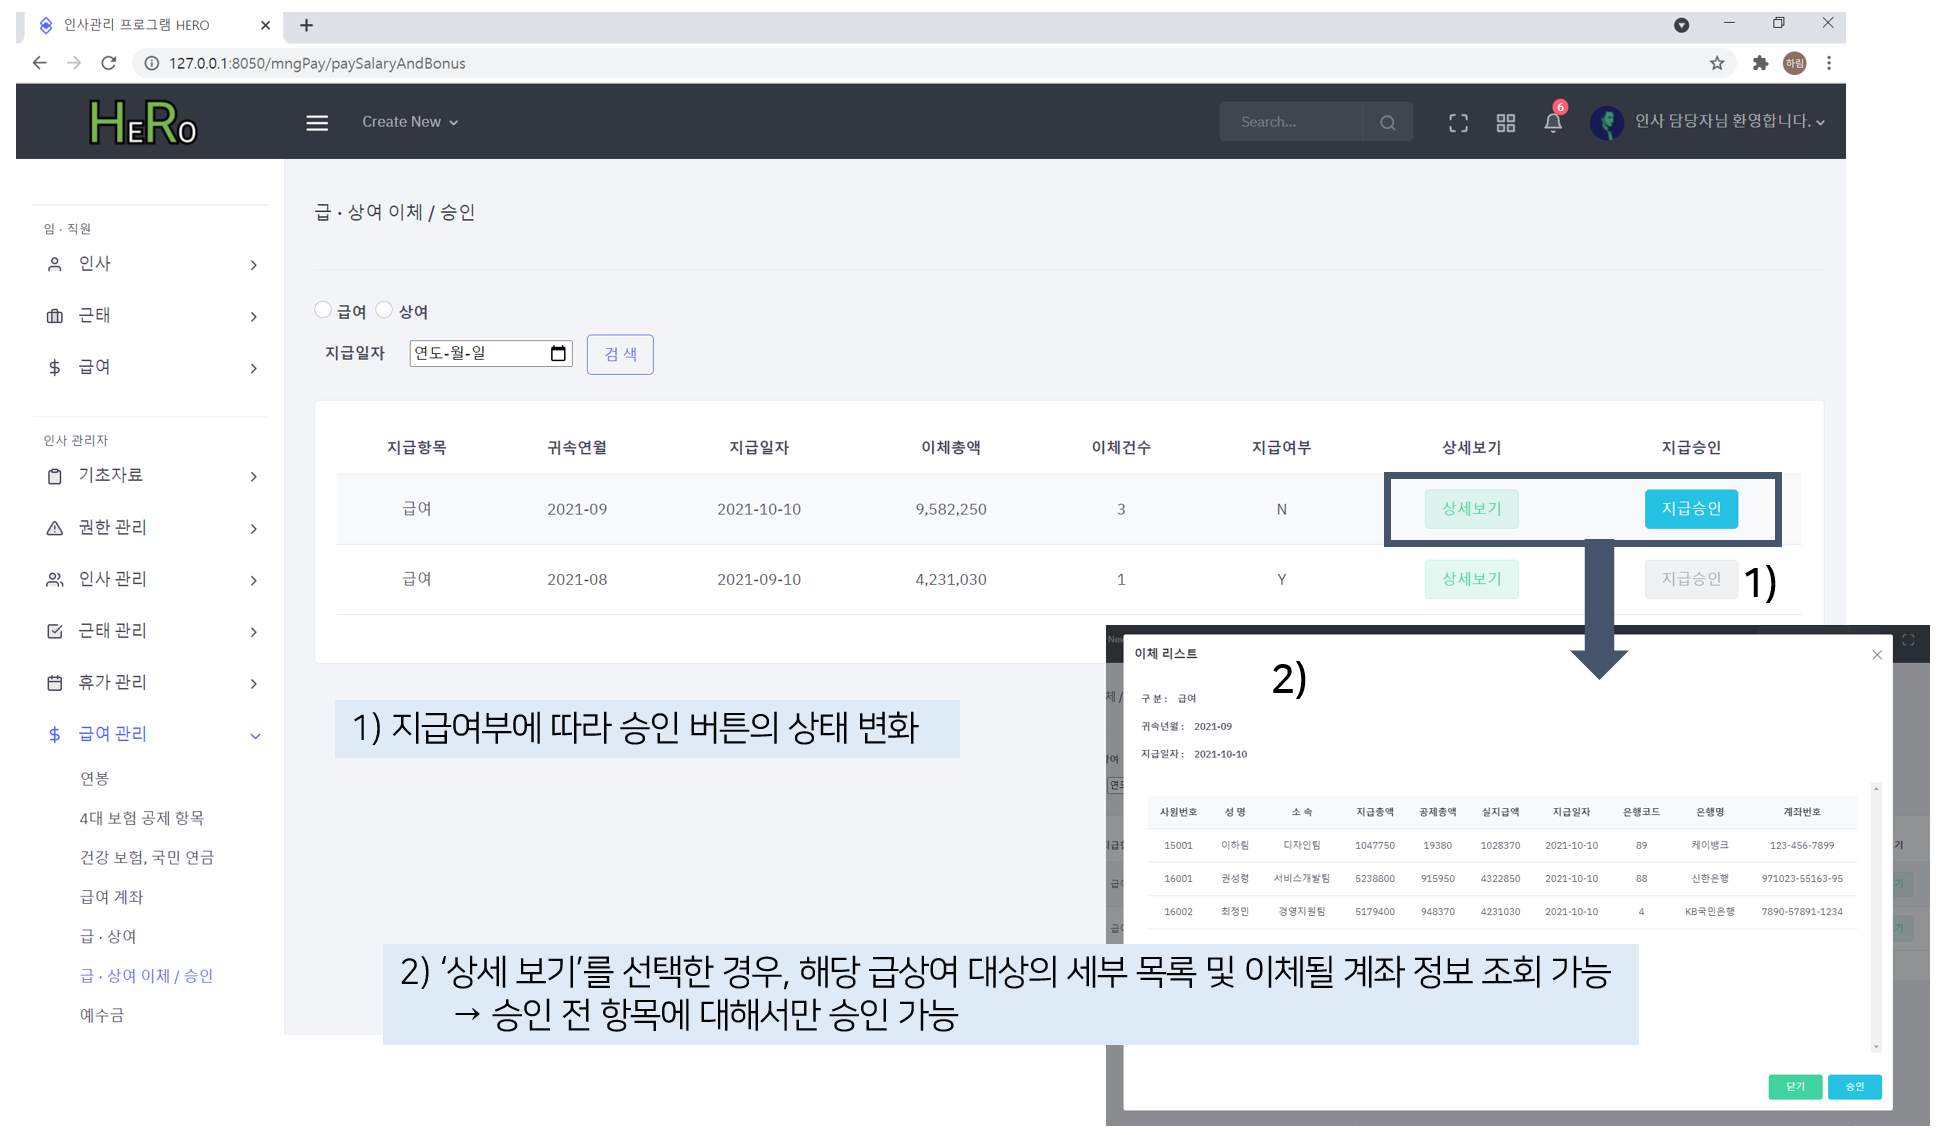 인사관리 프로그램 HERO
127.0.0.1:8050/mngPay/paySalaryAndBonus
하림
HERO
Create New
Search...
6
인사 담당자님 환영합니다.
임 · 직원
인사
근태
급여
인사 관리자
기초자료
권한 관리
인사 관리
근태 관리
휴가 관리
급여 관리
연봉
4대 보험 공제 항목
건강 보험, 국민 연금
급여 계좌
급 · 상여
급 · 상여 이체 / 승인
예수금
급 · 상여 이체 / 승인
급여 상여
지급일자 연도-월-일 검 색
지급항목 귀속연월 지급일자 이체총액 이체건수 지급여부 상세보기 지급승인
급여 2021-09 2021-10-10 9,582,250 3 N 상세보기 지급승인
급여 2021-08 2021-09-10 4,231,030 1 Y 상세보기 지급승인
1)
1) 지급여부에 따라 승인 버튼의 상태 변화
New
이체 리스트
2)
구 분 : 급여
귀속년월 : 2021-09
지급일자 : 2021-10-10
사원번호 성 명 소 속 지급총액 공제총액 실지급액 지급일자 은행코드 은행명 계좌번호
15001 이하림 디자인팀 1047750 19380 1028370 2021-10-10 89 케이뱅크 123-456-7899
16001 권성령 서비스개발팀 5238800 915950 4322850 2021-10-10 88 신한은행 971023-55163-95
16002 최정민 경영지원팀 5179400 948370 4231030 2021-10-10 4 KB국민은행 7890-57891-1234
2) ‘상세 보기’를 선택한 경우, 해당 급상여 대상의 세부 목록 및 이체될 계좌 정보 조회 가능
→ 승인 전 항목에 대해서만 승인 가능
닫기 승인